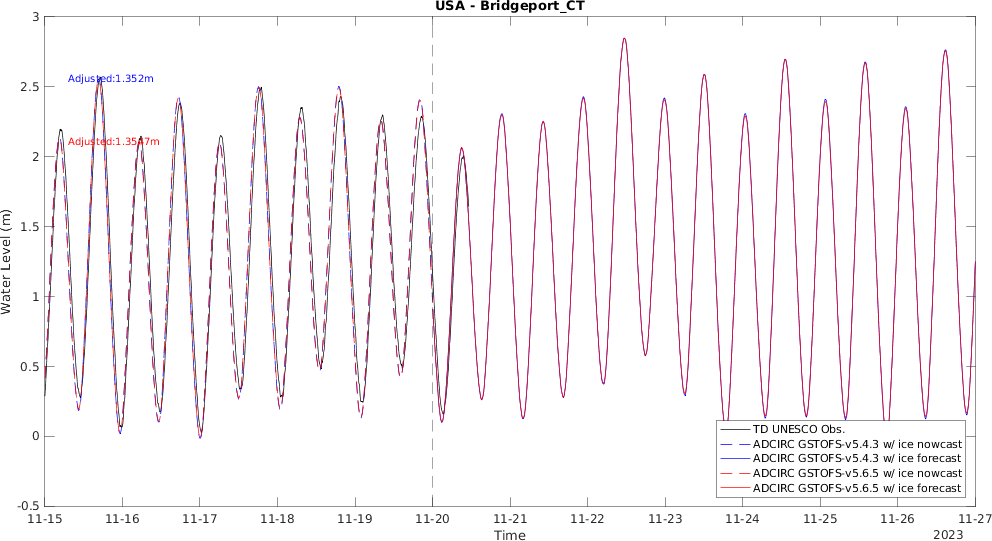 USA - Bridgeport_CT
3
2.5
2
1.5
1
0.5
0
-0.5
Water Level (m)
Adjusted:1.352m
TD UNESCO Obs.
ADCIRC GSTOFS-v5.4.3 w/ ice nowcast
ADCIRC GSTOFS-v5.4.3 w/ ice forecast
ADCIRC GSTOFS-v5.6.5 w/ ice nowcast
ADCIRC GSTOFS-v5.6.5 w/ ice forecast
11-15 11-16 11-17 11-18 11-19 11-20 11-21 11-22 11-23 11-24 11-25 11-26 11-27
Time
2023